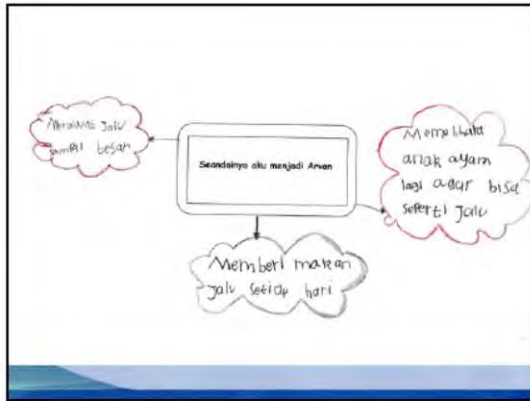 Merawat Jalu
sampai besar
Seandainya aku menjadi Arvan
Memelihara
anak ayam
lagi agar bisa
seperti Jalu
Memberi makan
jalu setiap hari